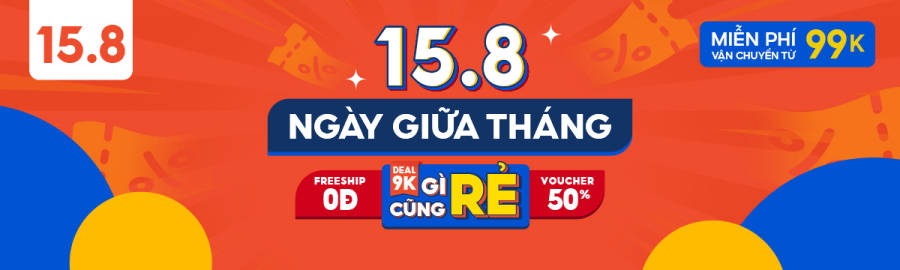 15.8
15.8
MIỄN PHÍ
VẬN CHUYỂN TỪ
99K
NGÀY GIỮA THÁNG
FREESHIP
0Đ
DEAL
9K
GÌ
CŨNG
RẺ
VOUCHER
50%